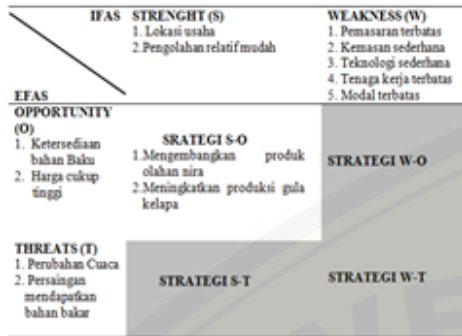 IFAS
STRENGHT (S)
1. Lokasi usaha
2.Pengolahan relatif mudah
WEAKNESS (W)
1. Pemasaran terbatas
2. Kemasan sederhana
3. Teknologi sederhana
4. Tenaga kerja terbatas
5. Modal terbatas
EFAS
OPPORTUNITY
(O)
1. Ketersediaan
bahan Baku
2. Harga cukup
tinggi
SRATEGI S-O
1.Mengembangkan produk
olahan nira
2.Meningkatkan produksi gula
kelapa
STRATEGI W-O
THREATS (T)
1. Perubahan Cuaca
2. Persaingan
mendapatkan
bahan bakar
STRATEGI S-T
STRATEGI W-T